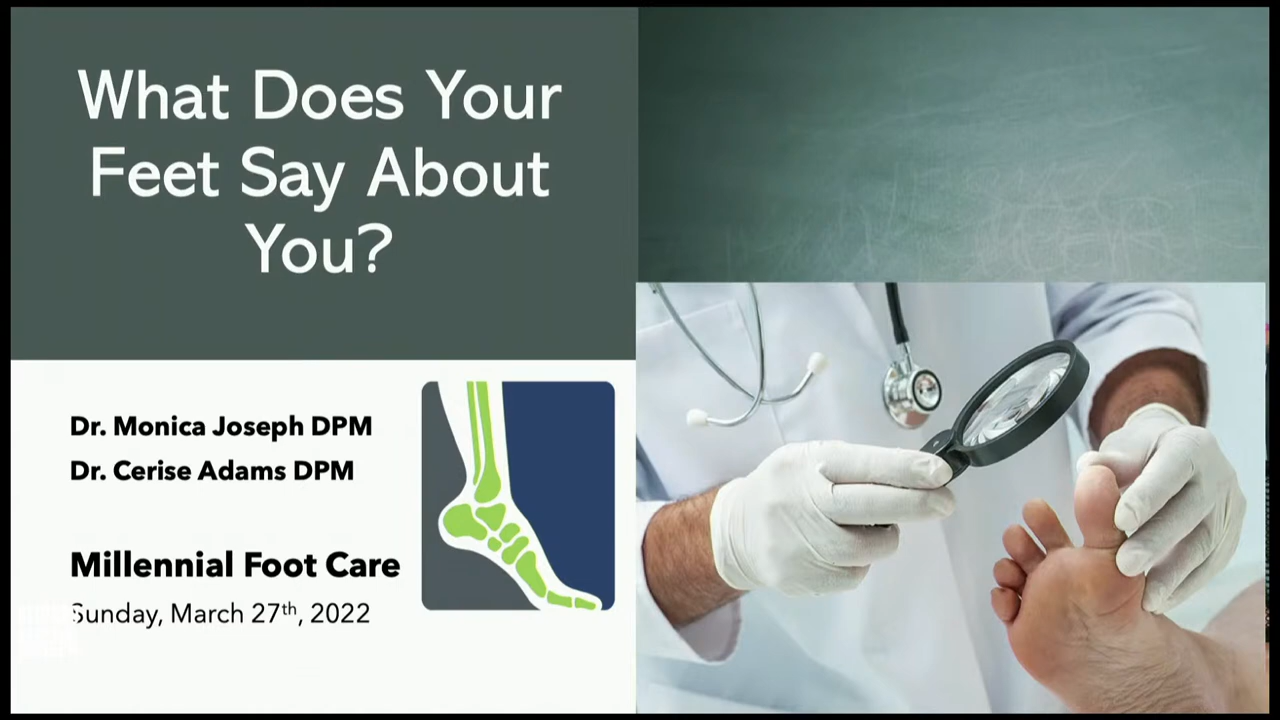 What Does Your
Feet Say About
You?
Dr. Monica Joseph DPM
Dr. Cerise Adams DPM
Millennial Foot Care
Sunday, March 27th, 2022